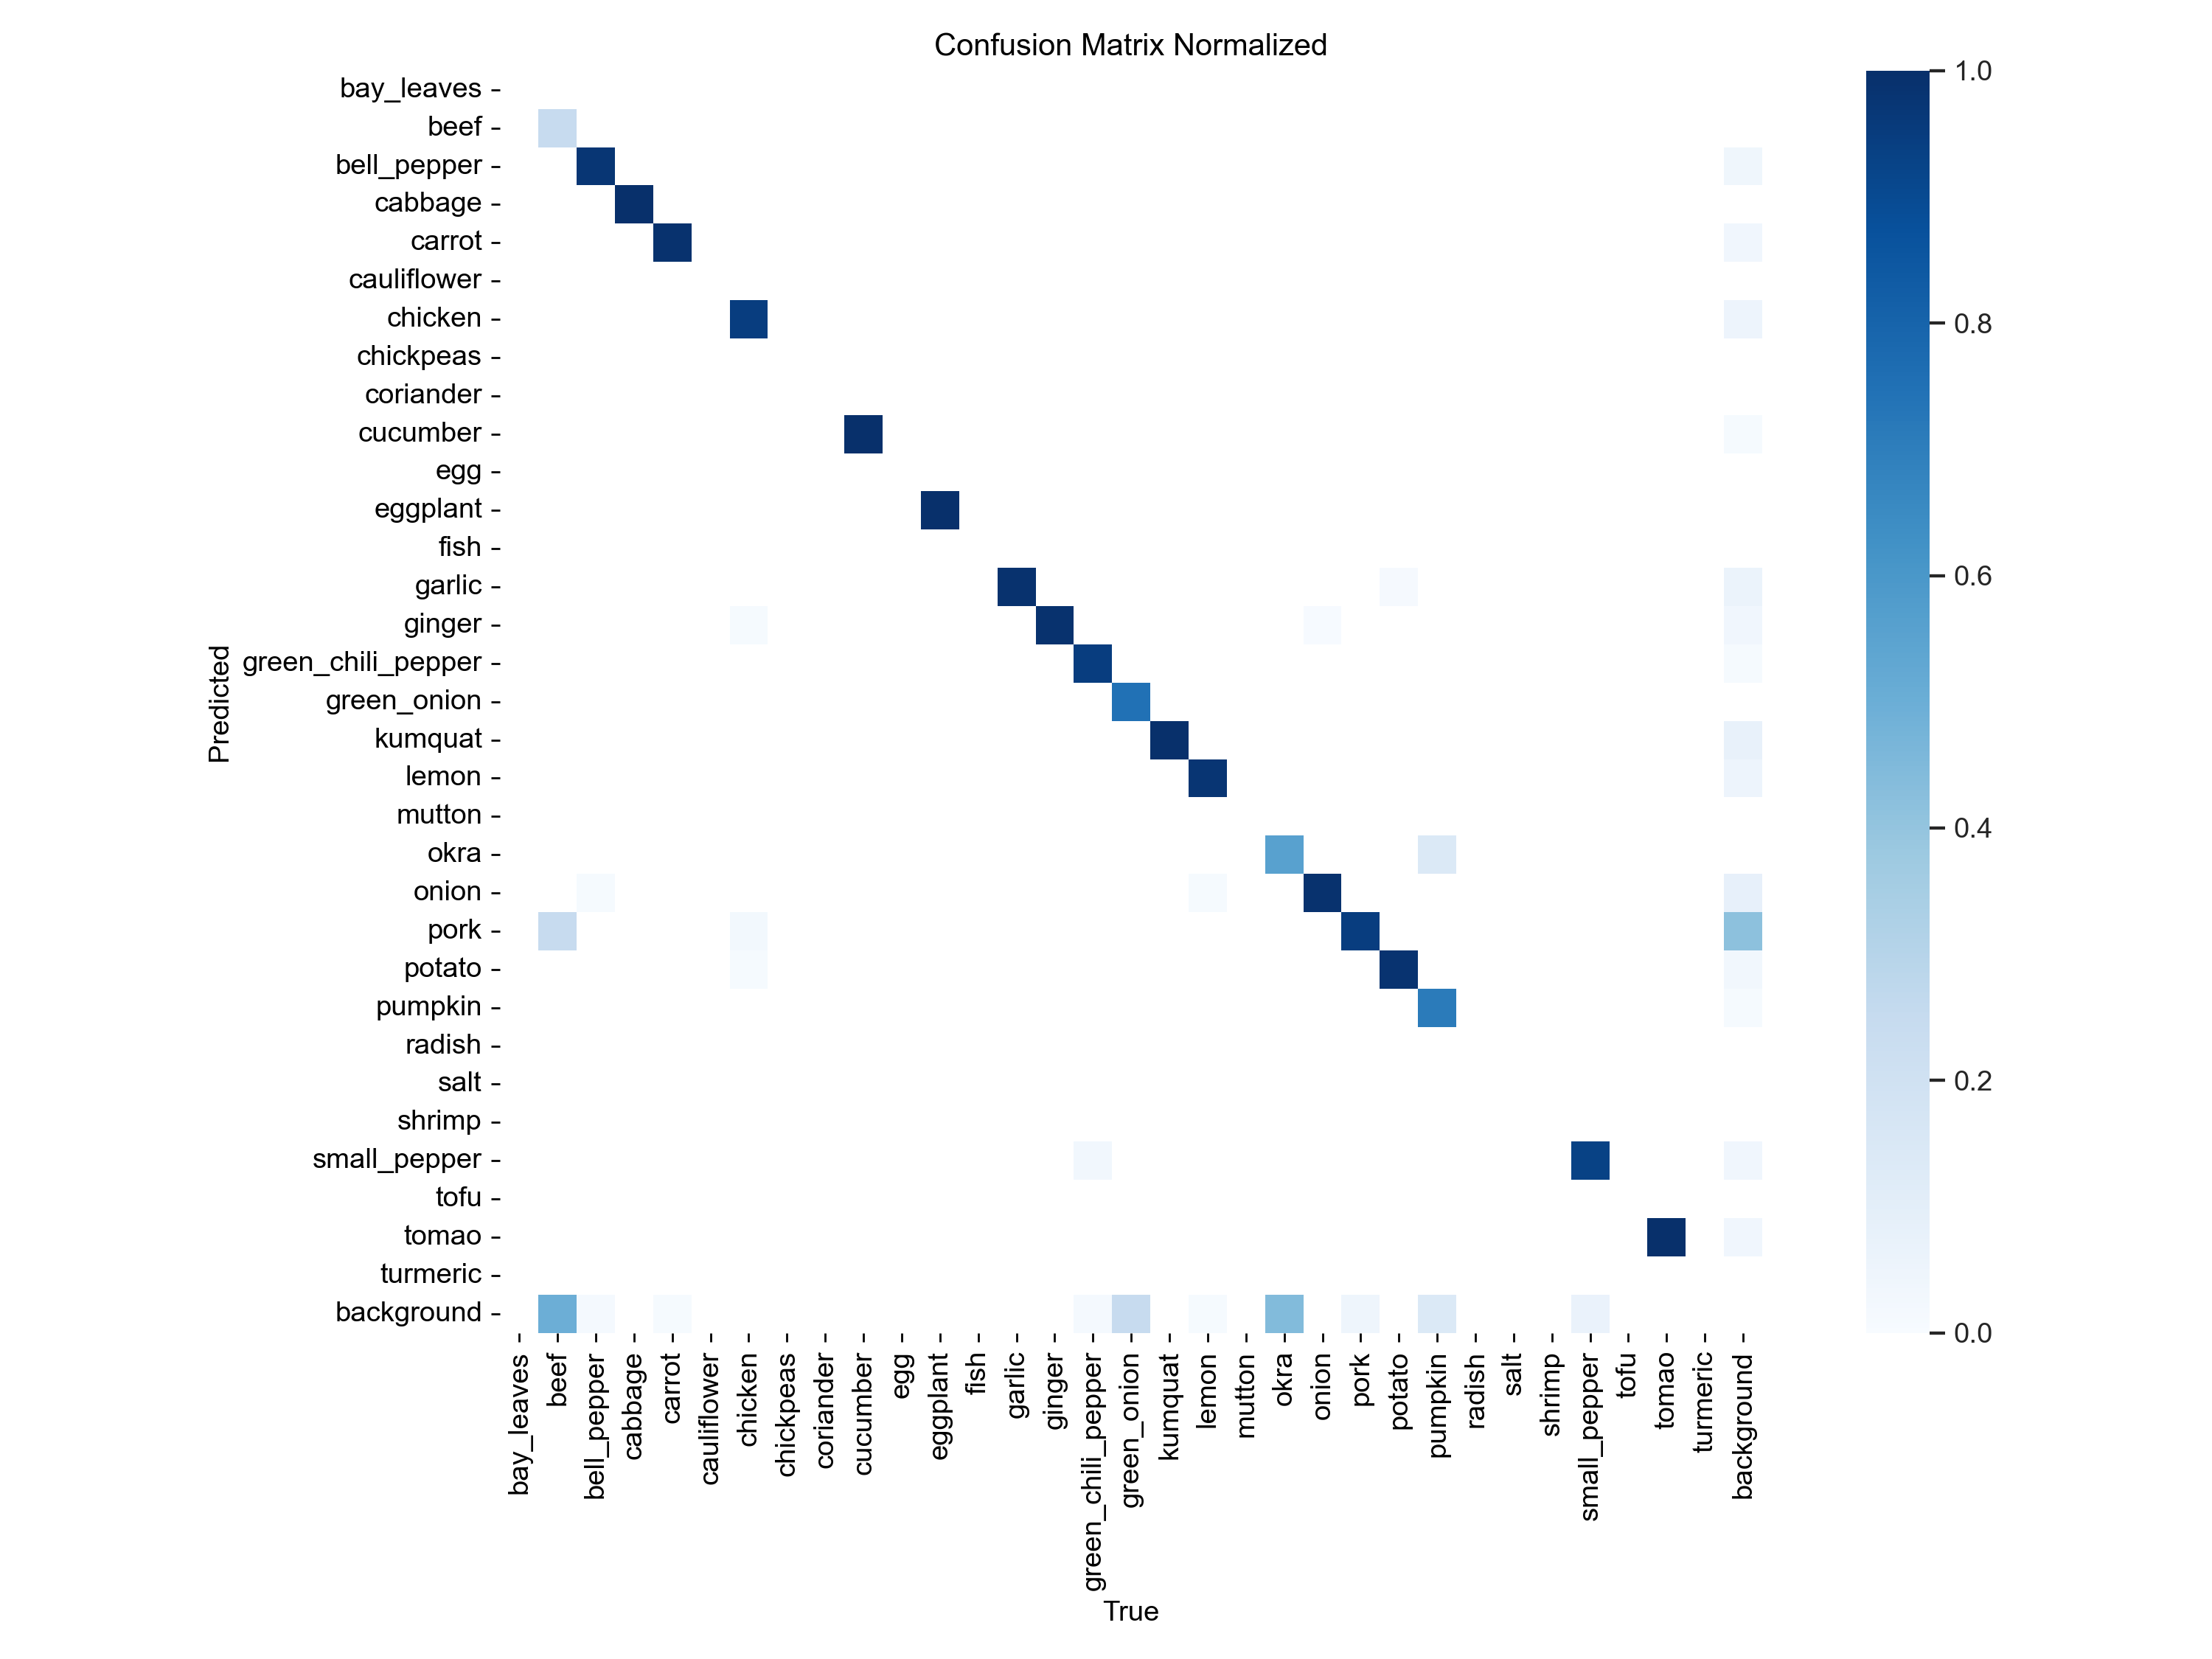 Confusion Matrix Normalized
bay_leaves
beef
bell_pepper
cabbage
carrot
cauliflower
chicken
chickpeas
coriander
cucumber
egg
eggplant
fish
garlic
ginger
green_chili_pepper
green_onion
kumquat
lemon
mutton
okra
onion
pork
potato
pumpkin
radish
salt
shrimp
small_pepper
tofu
tomao
turmeric
background
Predicted
bay_leaves
beef
bell_pepper
cabbage
carrot
cauliflower
chicken
chickpeas
coriander
cucumber
egg
eggplant
fish
garlic
ginger
green_chili_pepper
green_onion
kumquat
lemon
mutton
okra
onion
pork
potato
pumpkin
radish
salt
shrimp
small_pepper
tofu
tomao
turmeric
background
True
1.0
0.8
0.6
0.4
0.2
0.0